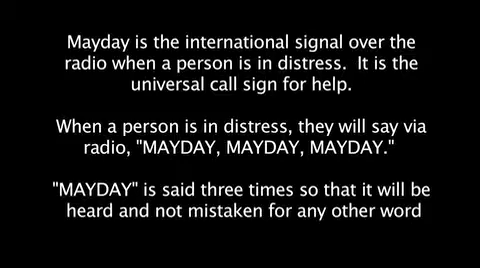 Mayday is the international signal over the
radio when a person is in distress.  It is the
universal call sign for help.
When a person is in distress, they will say via
radio, "MAYDAY, MAYDAY, MAYDAY."
"MAYDAY" is said three times so that it will be
heard and not mistaken for any other word